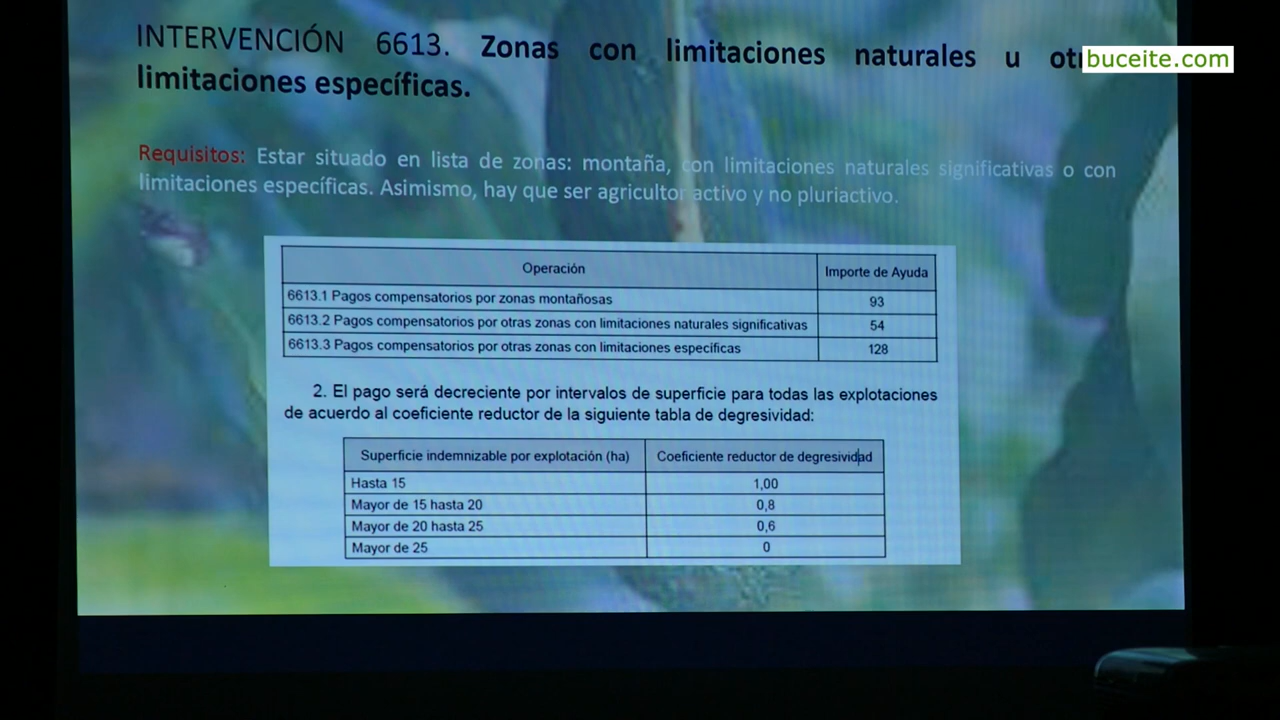 INTERVENCIÓN 6613. Zonas con limitaciones naturales u
buceite.com
limitaciones específicas.
Requisitos: Estar situado en lista de zonas: montaña, con limitaciones naturales significativas o con
limitaciones específicas. Asimismo, hay que ser agricultor activo y no pluriactivo.
Operación Importe de Ayuda
6613.1 Pagos compensatorios por zonas montañosas 93
6613.2 Pagos compensatorios por otras zonas con limitaciones naturales significativas 54
6613.3 Pagos compensatorios por otras zonas con limitaciones específicas 128
2. El pago será decreciente por intervalos de superficie para todas las explotaciones
de acuerdo al coeficiente reductor de la siguiente tabla de degresividad:
Superficie indemnizable por explotación (ha) Coeficiente reductor de degresividad
Hasta 15 1,00
Mayor de 15 hasta 20 0,8
Mayor de 20 hasta 25 0,6
Mayor de 25 0